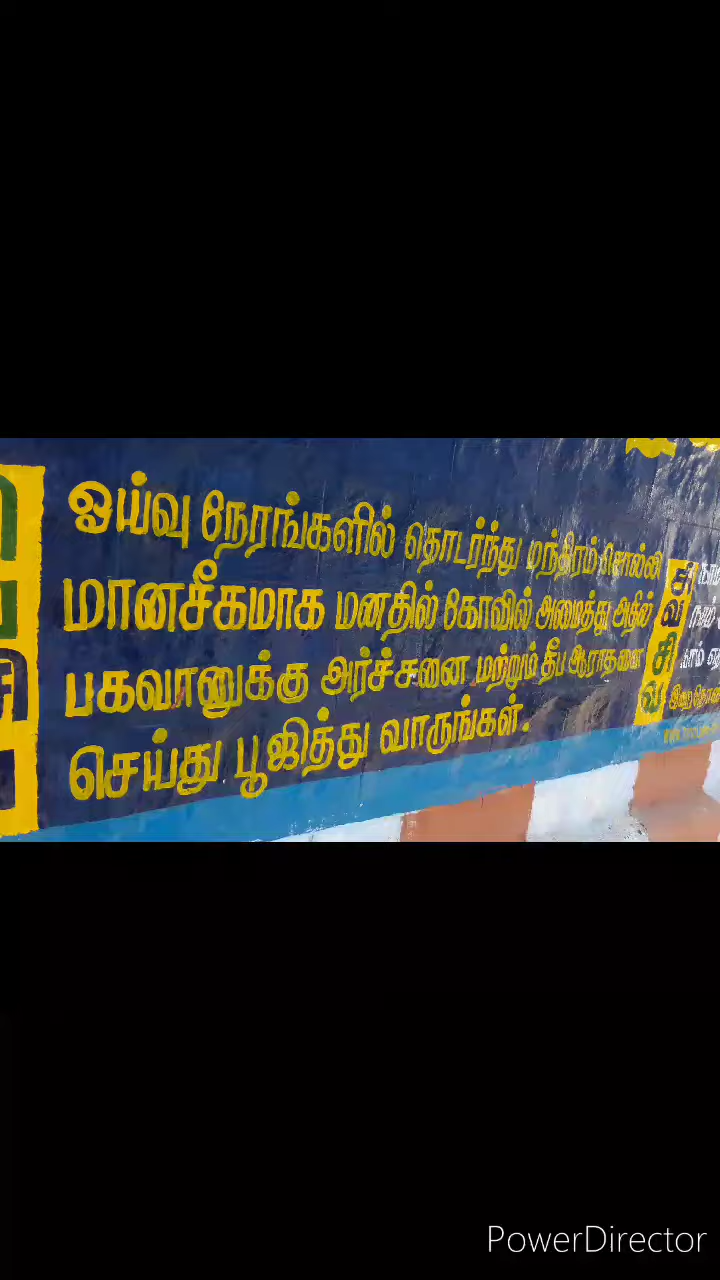 ஓய்வு நேரங்களில் தொடர்ந்து மந்திரம் சொல்லி
மானசீகமாக மனதில் கோவில் அமைத்து அதில்
பகவானுக்கு அர்ச்சனை மற்றும் தீப ஆராதனை
செய்து பூஜித்து வாருங்கள்.
சிவசிவ
PowerDirector